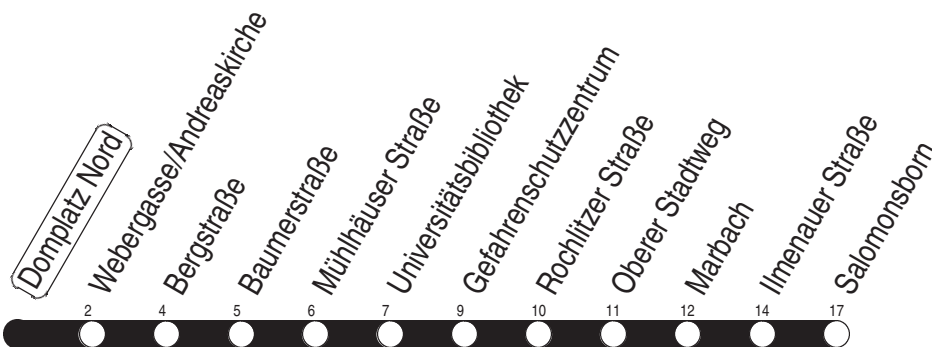 Domplatz Nord
Webergasse/Andreaskirche
Bergstraße
Baumerstraße
Mühlhäuser Straße
Universitätsbibliothek
Gefahrenschutzzentrum
Rochlitzer Straße
Oberer Stadtweg
Marbach
Ilmenauer Straße
Salomonsborn
2 4 5 6 7 9 10 11 12 14 17